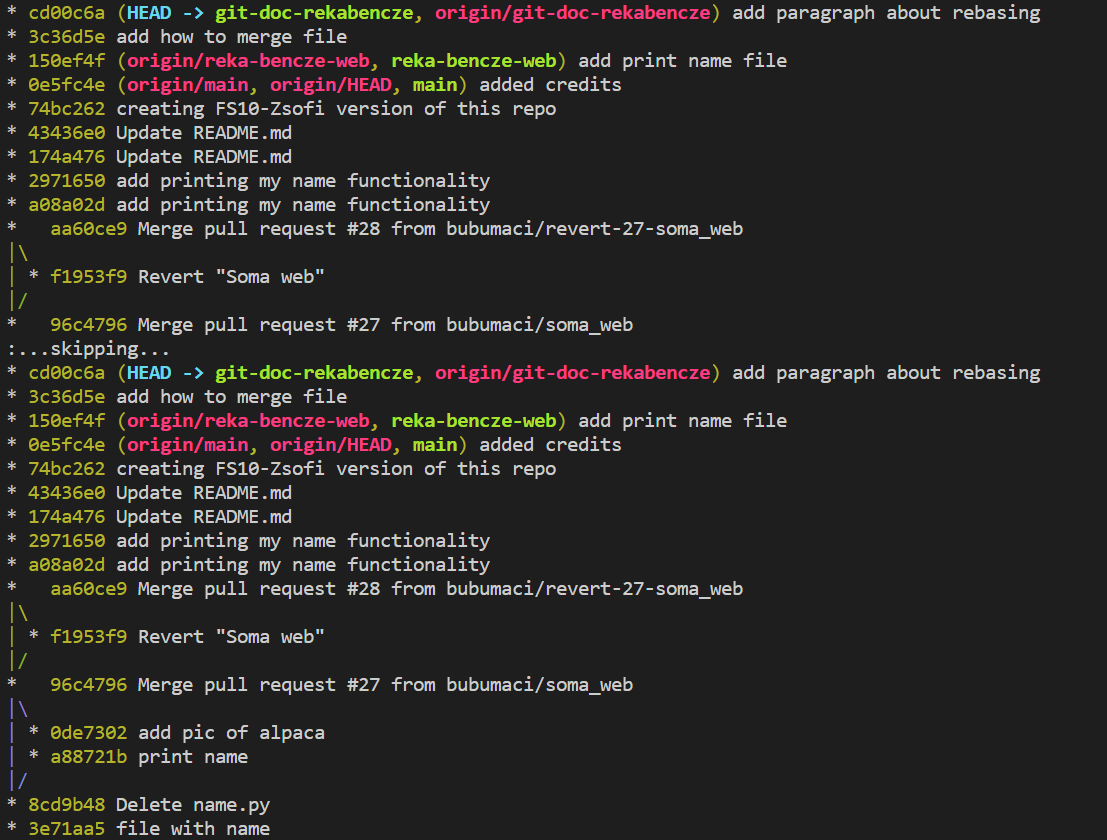 * cd00c6a (HEAD -> git-doc-rekabencze, origin/git-doc-rekabencze) add paragraph about rebasing
* 3c36d5e add how to merge file
* 150ef4f (origin/reka-bencze-web, reka-bencze-web) add print name file
* 0e5fc4e (origin/main, origin/HEAD, main) added credits
* 74bc262 creating FS10-Zsofi version of this repo
* 43436e0 Update README.md
* 174a476 Update README.md
* 2971650 add printing my name functionality
* a08a02d add printing my name functionality
*   aa60ce9 Merge pull request #28 from bubumaci/revert-27-soma_web
|\
| * f1953f9 Revert "Soma web"
|/
*   96c4796 Merge pull request #27 from bubumaci/soma_web
:...skipping...
* cd00c6a (HEAD -> git-doc-rekabencze, origin/git-doc-rekabencze) add paragraph about rebasing
* 3c36d5e add how to merge file
* 150ef4f (origin/reka-bencze-web, reka-bencze-web) add print name file
* 0e5fc4e (origin/main, origin/HEAD, main) added credits
* 74bc262 creating FS10-Zsofi version of this repo
* 43436e0 Update README.md
* 174a476 Update README.md
* 2971650 add printing my name functionality
* a08a02d add printing my name functionality
*   aa60ce9 Merge pull request #28 from bubumaci/revert-27-soma_web
|\
| * f1953f9 Revert "Soma web"
|/
*   96c4796 Merge pull request #27 from bubumaci/soma_web
|\
| * 0de7302 add pic of alpaca
| * a88721b print name
|/
* 8cd9b48 Delete name.py
* 3e71aa5 file with name